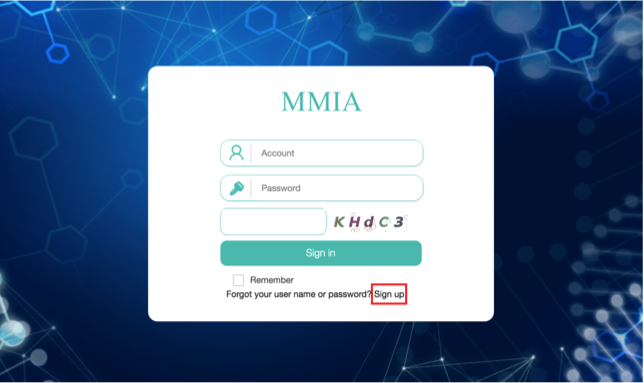 MMIA
Account
Password
KHdC3
Sign in
Remember
Forgot your user name or password? Sign up